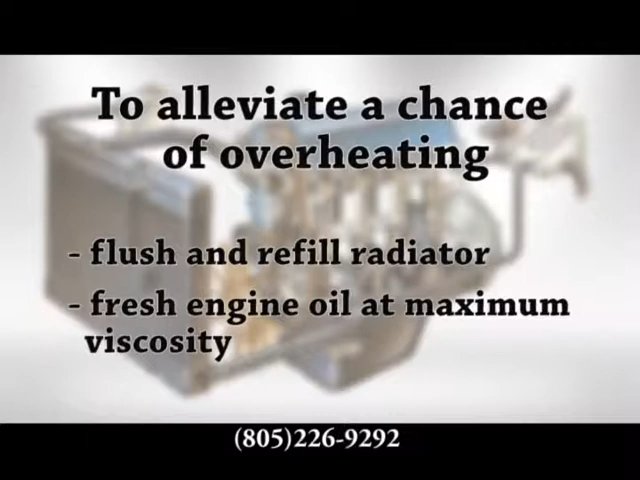 To alleviate a chance
of overheating
- flush and refill radiator
- fresh engine oil at maximum
viscosity
(805)226-9292